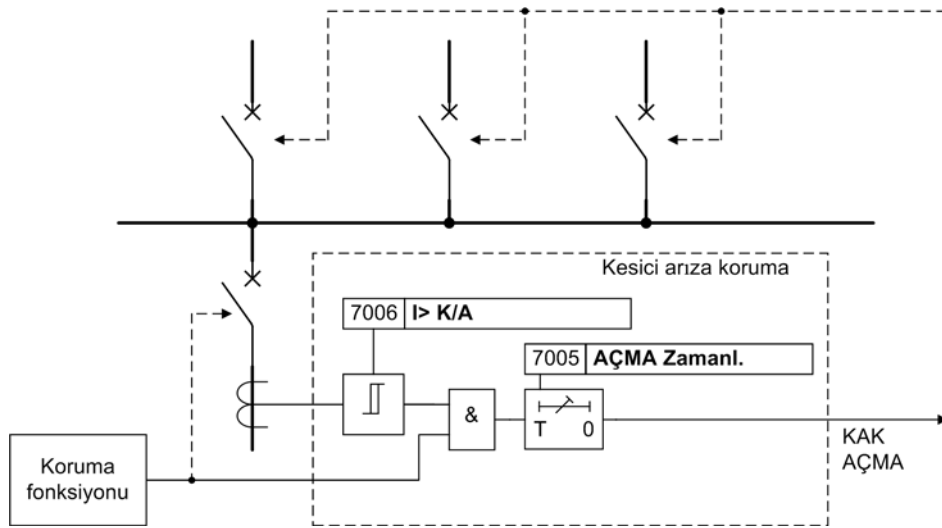 Kesici arıza koruma
7006 I> K/A
7005 AÇMA Zamanl.
&
T 0
KAK
AÇMA
Koruma
fonksiyonu